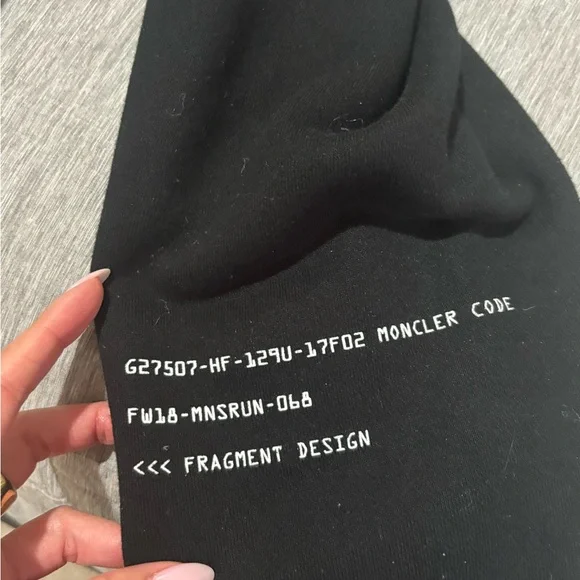 G27507-HF-129U-17F02 MONCLER CODE
FW18-MNSRUN-068
<<< FRAGMENT DESIGN